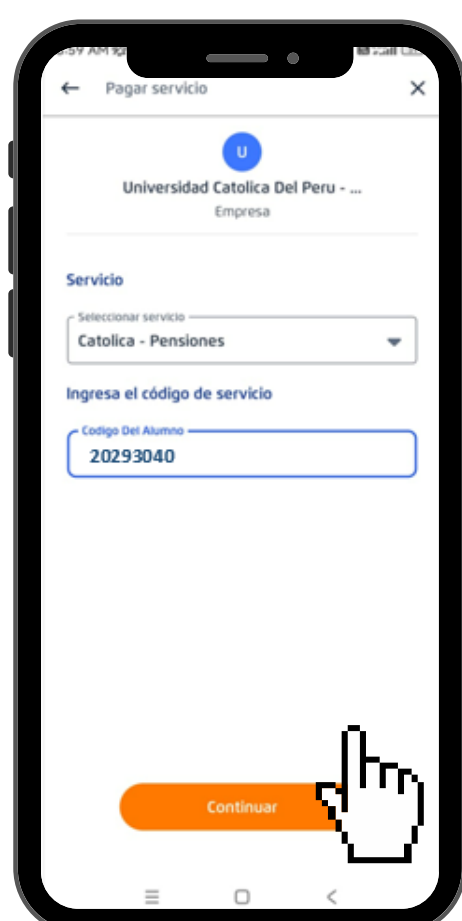 Pagar servicio
U
Universidad Catolica Del Peru - ...
Empresa
Servicio
Seleccionar servicio
Catolica - Pensiones
Ingresa el código de servicio
Codigo Del Alumno
20293040
Continuar